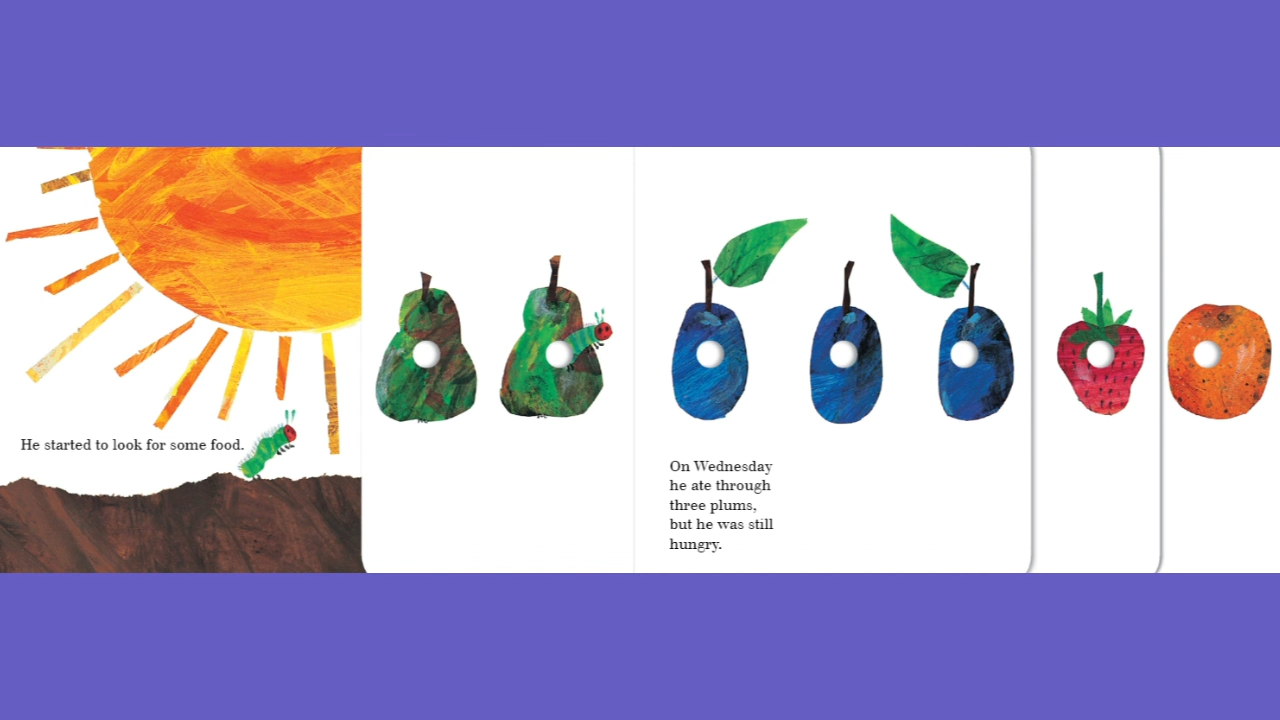 He started to look for some food.
On Wednesday
he ate through
three plums,
but he was still
hungry.